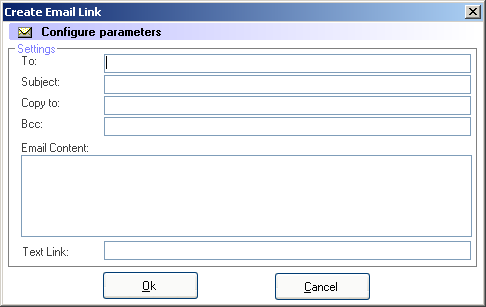 Create Email Link
Configure parameters
Settings
To:
Subject:
Copy to:
Bcc:
Email Content:
Text Link:
Ok
Cancel